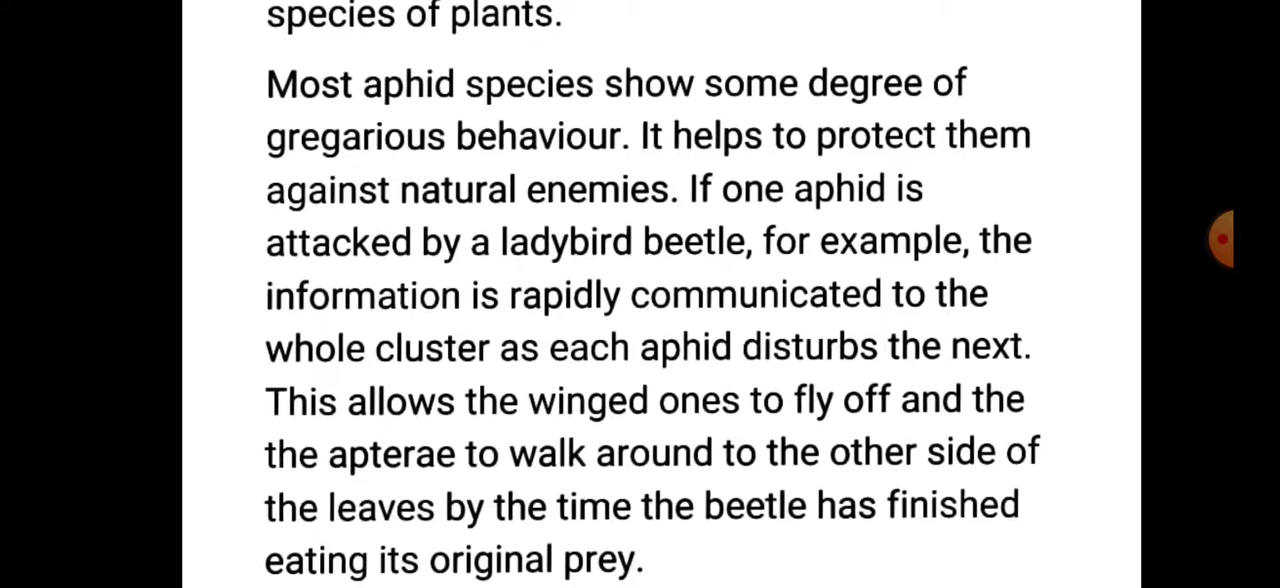 species of plants.
Most aphid species show some degree of
gregarious behaviour. It helps to protect them
against natural enemies. If one aphid is
attacked by a ladybird beetle, for example, the
information is rapidly communicated to the
whole cluster as each aphid disturbs the next.
This allows the winged ones to fly off and the
the apterae to walk around to the other side of
the leaves by the time the beetle has finished
eating its original prey.